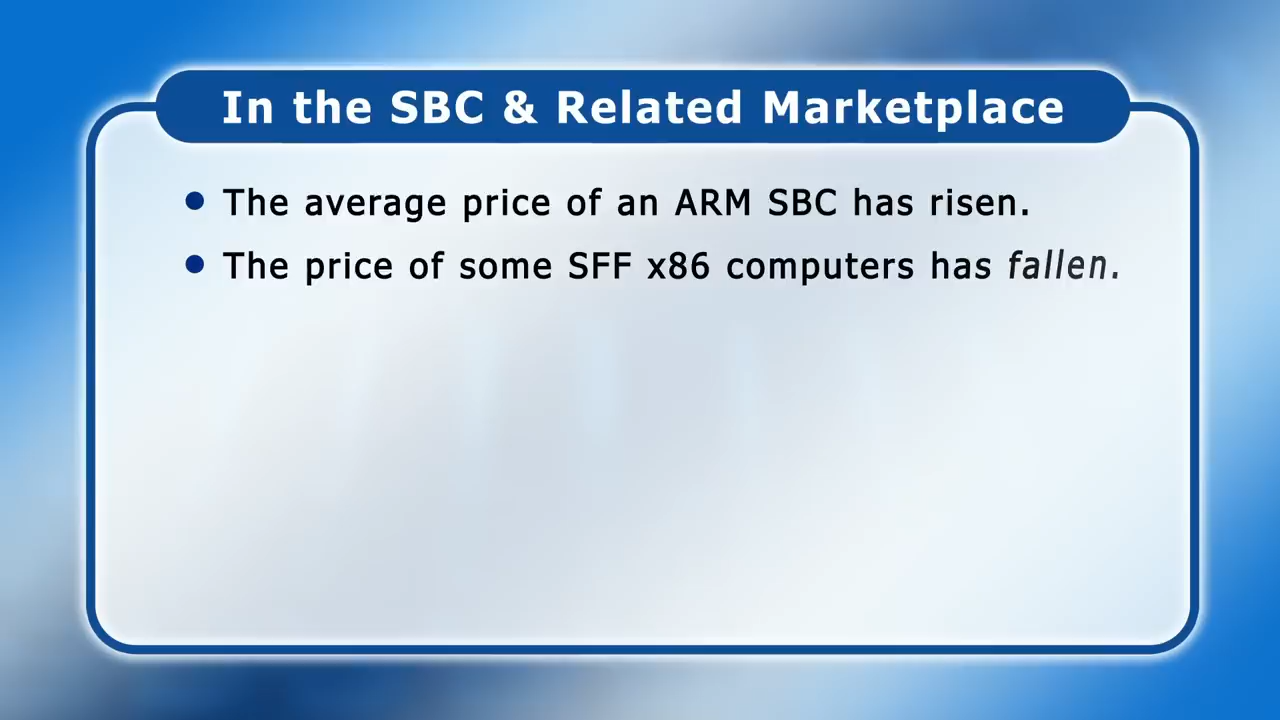 In the SBC & Related Marketplace
• The average price of an ARM SBC has risen.
• The price of some SFF x86 computers has fallen.